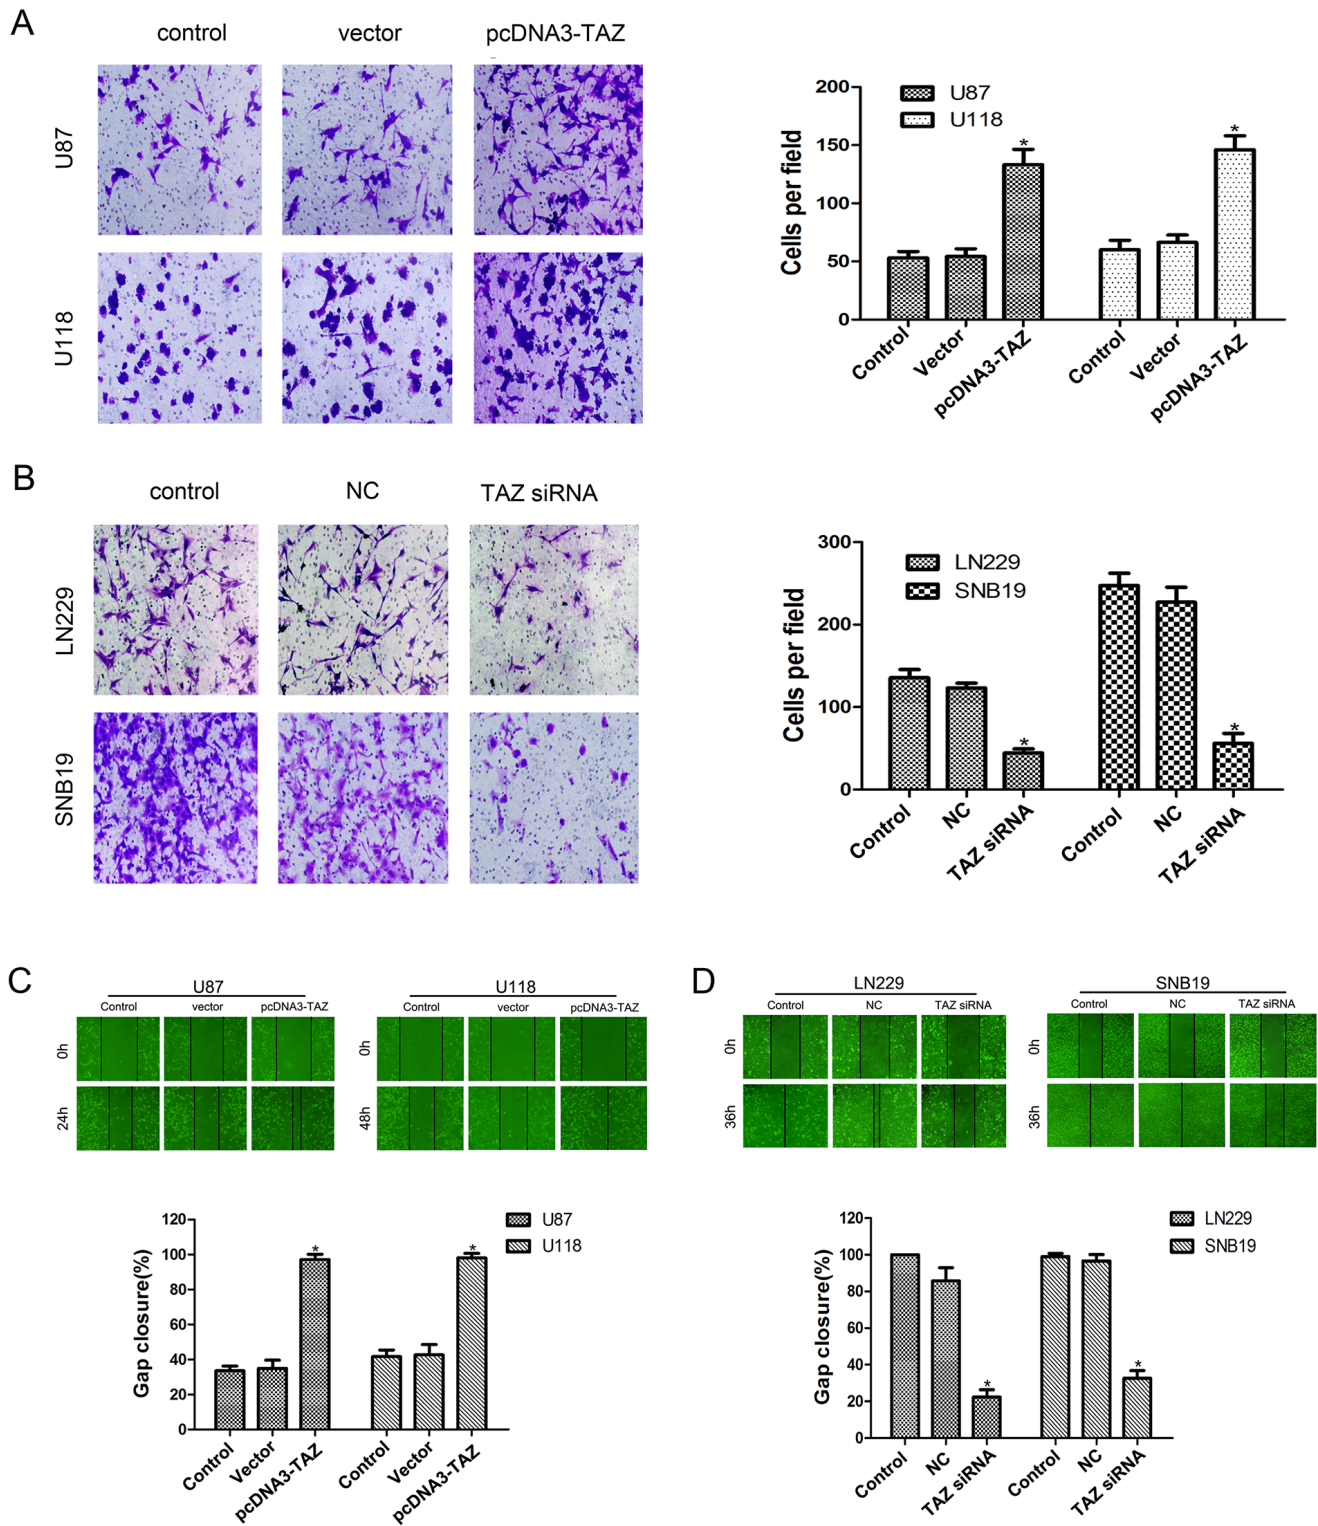 A
control vector pcDNA3-TAZ
U87
U118
200
150
100
50
0
Cells per field
U87
U118
*
*
Control Vector pcDNA3-TAZ Control Vector pcDNA3-TAZ
B
control NC TAZ siRNA
LN229
SNB19
300
200
100
0
Cells per field
LN229
SNB19
*
*
Control NC TAZ siRNA Control NC TAZ siRNA
C
U87 U118
Control vector pcDNA3-TAZ Control vector pcDNA3-TAZ
0h 0h
24h 48h
120
100
80
60
40
20
0
Gap closure(%)
U87
U118
*
*
Control Vector pcDNA3-TAZ Control Vector pcDNA3-TAZ
D
LN229 SNB19
Control NC TAZ siRNA Control NC TAZ siRNA
0h 0h
36h 36h
120
100
80
60
40
20
0
Gap closure(%)
LN229
SNB19
*
*
Control NC TAZ siRNA Control NC TAZ siRNA